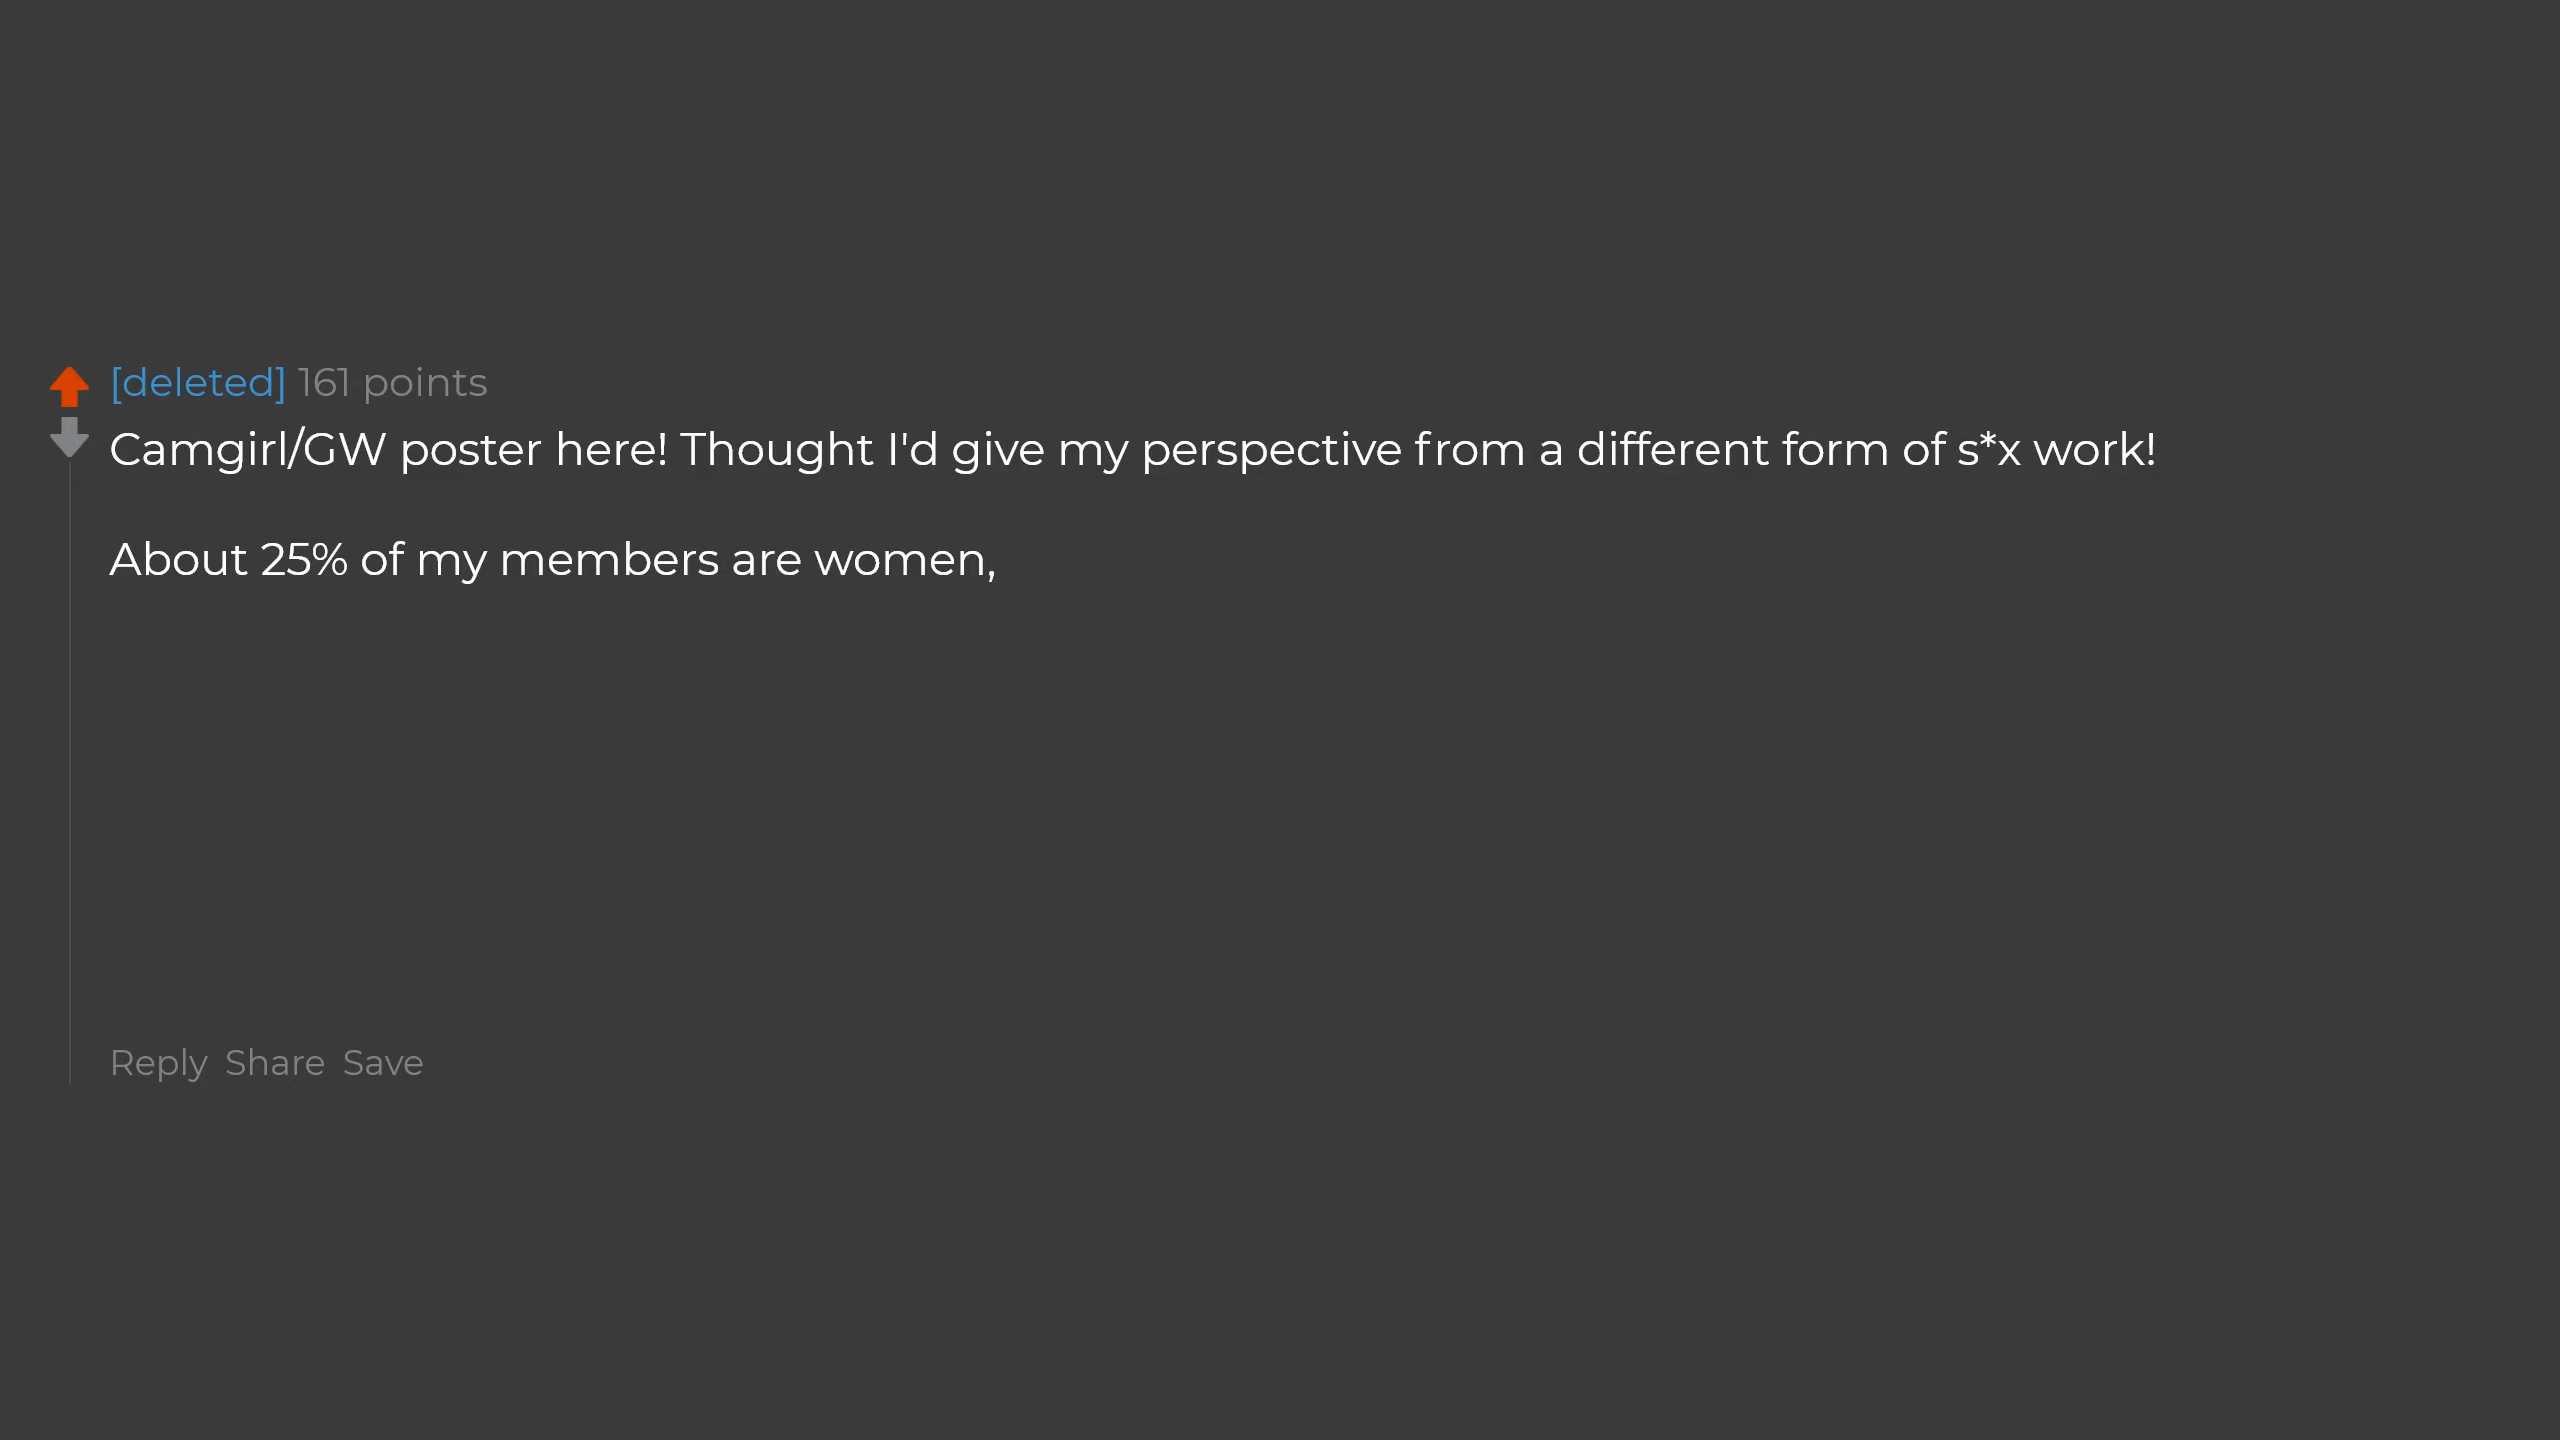 [deleted] 161 points
Camgirl/GW poster here! Thought I'd give my perspective from a different form of s*x work!
About 25% of my members are women,
Reply Share Save